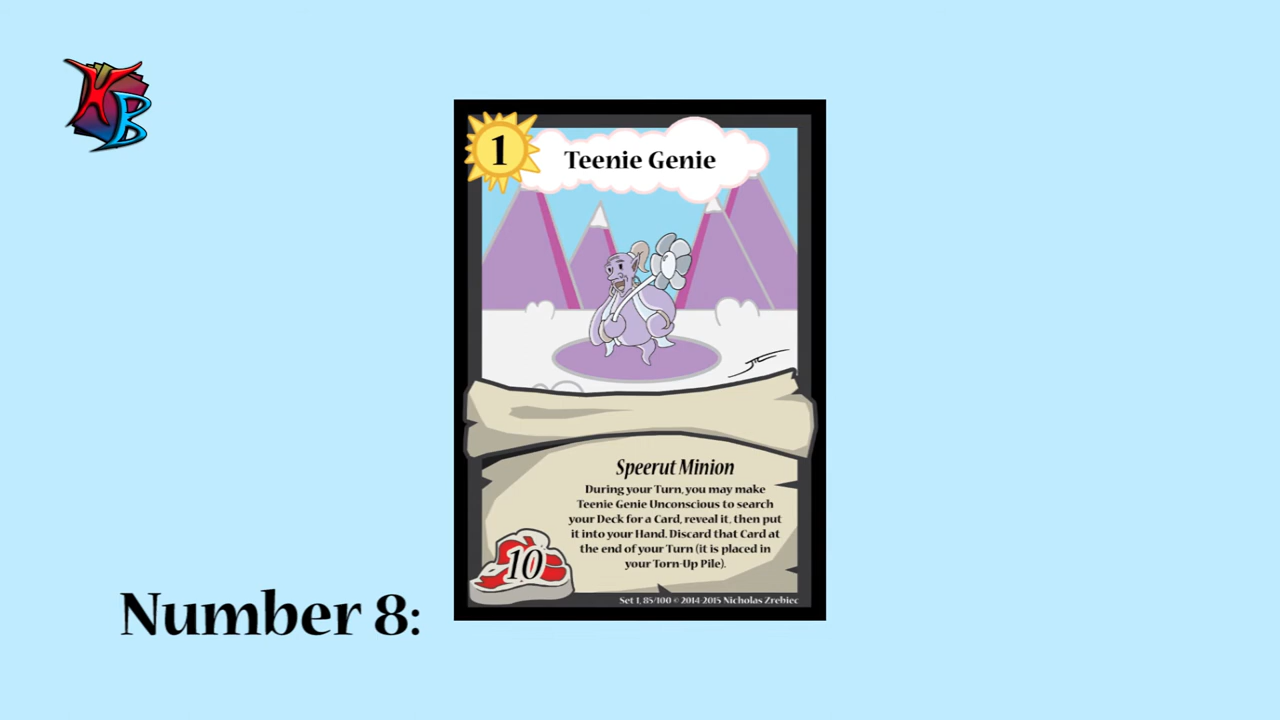 KB
1
Teenie Genie
Speerut Minion
During your Turn, you may make
Teenie Genie Unconscious to search
your Deck for a Card, reveal it, then put
it into your Hand. Discard that Card at
the end of your Turn (it is placed in
your Torn-Up Pile).
10
Set 1, 85/100 © 2014-2015 Nicholas Zrebiec
Number 8: